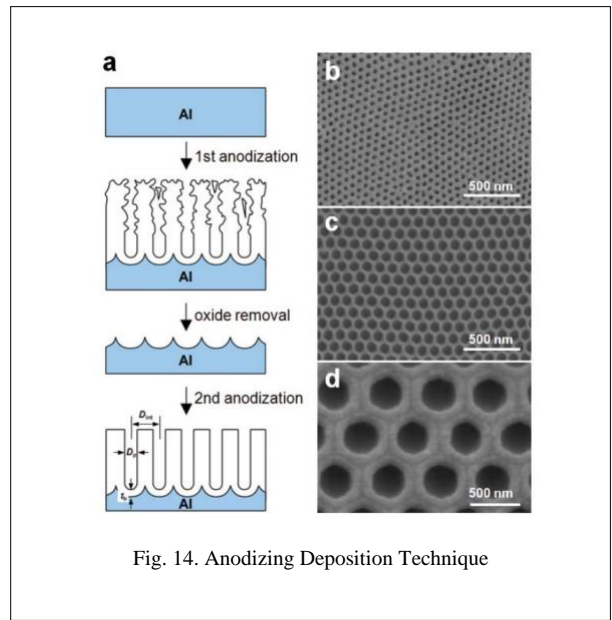 a
Al
1st anodization
Al
oxide removal
Al
2nd anodization
Dint
Dp
tb
Al
b
500 nm
c
500 nm
d
500 nm
Fig. 14. Anodizing Deposition Technique